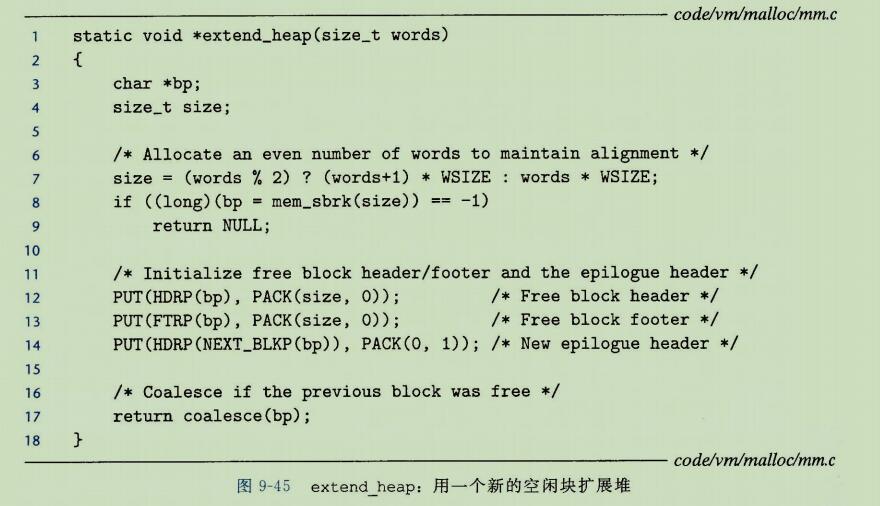 code/vm/malloc/mm.c
1 static void *extend_heap(size_t words)
2 {
3 char *bp;
4 size_t size;
5
6 /* Allocate an even number of words to maintain alignment */
7 size = (words % 2) ? (words+1) * WSIZE : words * WSIZE;
8 if ((long)(bp = mem_sbrk(size)) == -1)
9 return NULL;
10
11 /* Initialize free block header/footer and the epilogue header */
12 PUT(HDRP(bp), PACK(size, 0)); /* Free block header */
13 PUT(FTRP(bp), PACK(size, 0)); /* Free block footer */
14 PUT(HDRP(NEXT_BLKP(bp)), PACK(0, 1)); /* New epilogue header */
15
16 /* Coalesce if the previous block was free */
17 return coalesce(bp);
18 }
code/vm/malloc/mm.c
图 9-45 extend_heap：用一个新的空闲块扩展堆